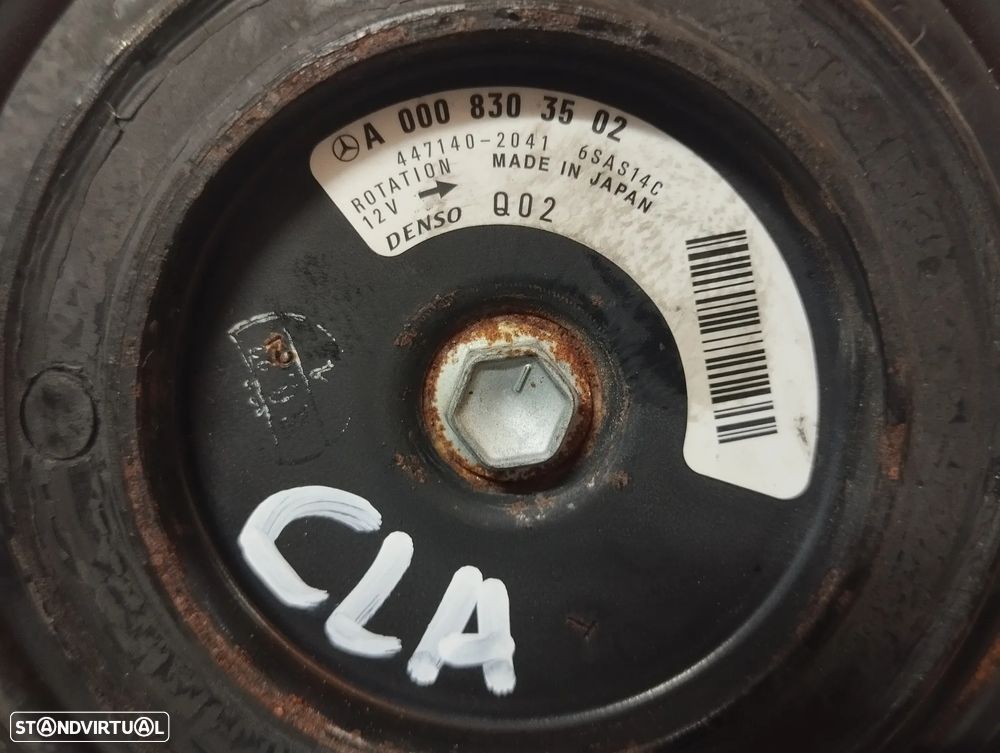 A 000 830 35 02
447140-2041 6SAS14C
ROTATION MADE IN JAPAN
12V
DENSO Q02
CLA
STANDVIRTUAL